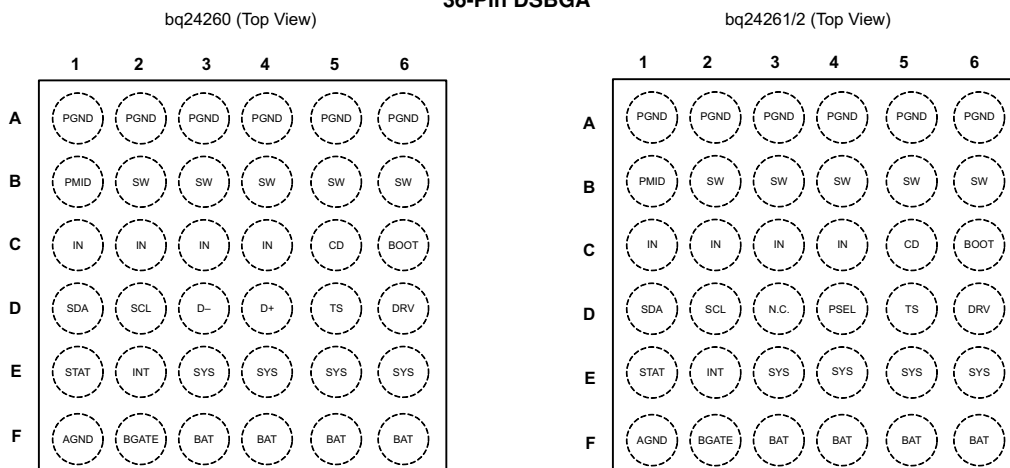 36-Pin DSBGA
bq24260 (Top View)
1 2 3 4 5 6
A PGND PGND PGND PGND PGND PGND
B PMID SW SW SW SW SW
C IN IN IN IN CD BOOT
D SDA SCL D– D+ TS DRV
E STAT INT SYS SYS SYS SYS
F AGND BGATE BAT BAT BAT BAT
bq24261/2 (Top View)
1 2 3 4 5 6
A PGND PGND PGND PGND PGND PGND
B PMID SW SW SW SW SW
C IN IN IN IN CD BOOT
D SDA SCL N.C. PSEL TS DRV
E STAT INT SYS SYS SYS SYS
F AGND BGATE BAT BAT BAT BAT